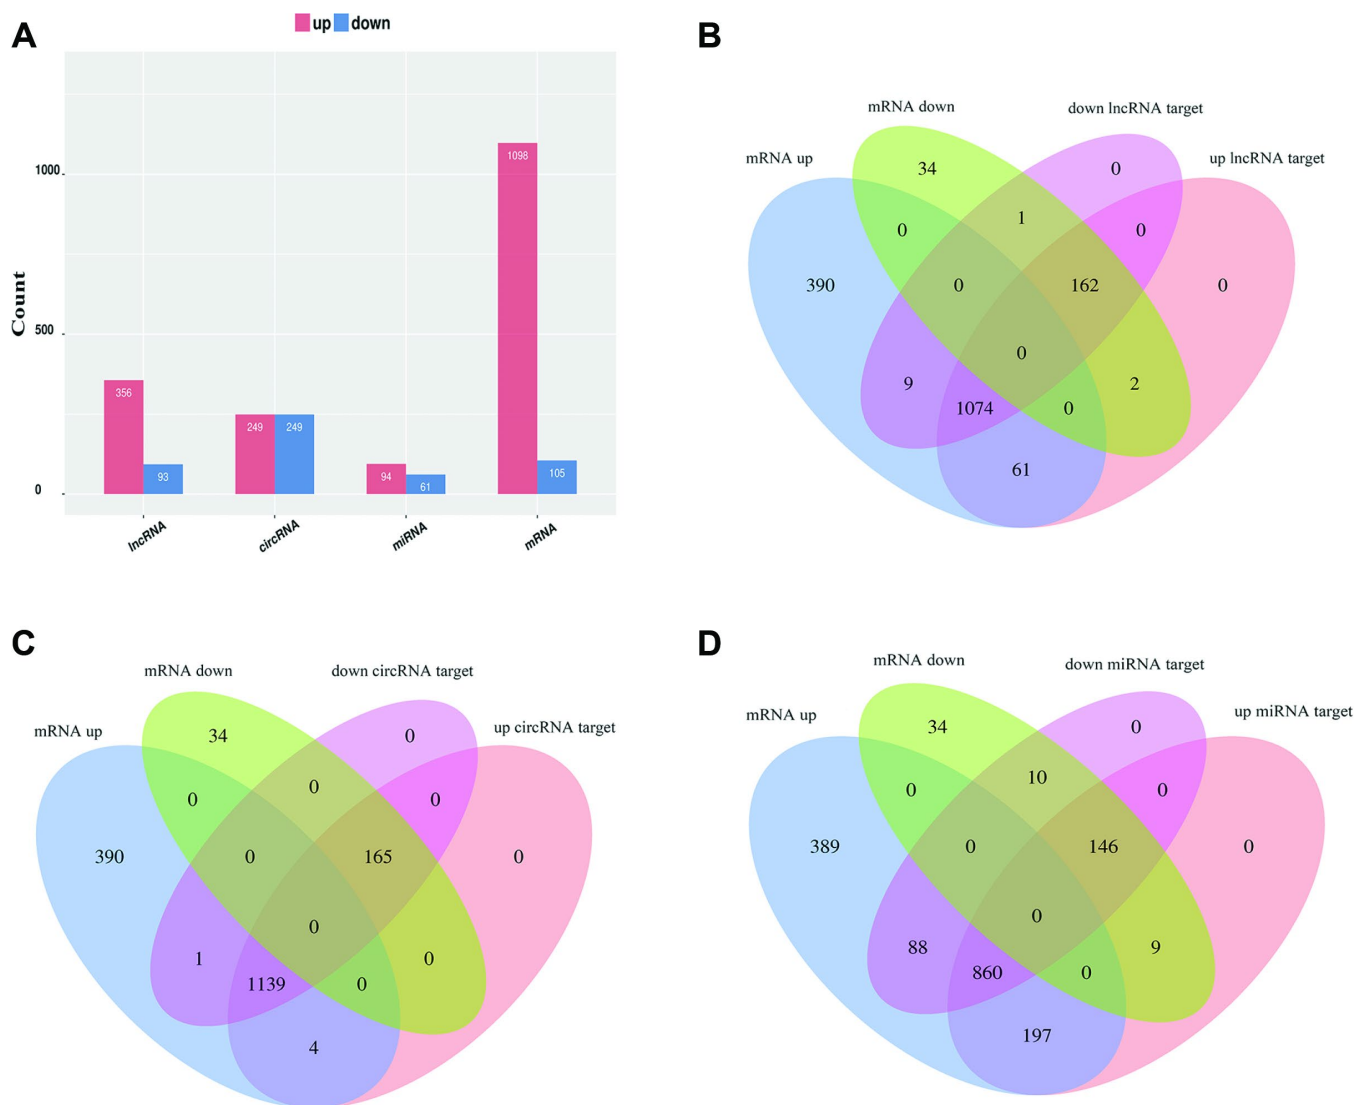 A
up down
Count
1000
500
0
356
93
249
249
94
61
1098
105
lncRNA
circRNA
miRNA
mRNA
B
mRNA down
down lncRNA target
mRNA up
up lncRNA target
34
0
1
0
0
390
0
162
0
0
9
2
1074
0
61
C
mRNA down
down circRNA target
mRNA up
up circRNA target
34
0
0
0
0
390
0
165
0
0
1
0
1139
0
4
D
mRNA down
down miRNA target
mRNA up
up miRNA target
34
0
10
0
0
389
0
146
0
0
88
9
860
0
197